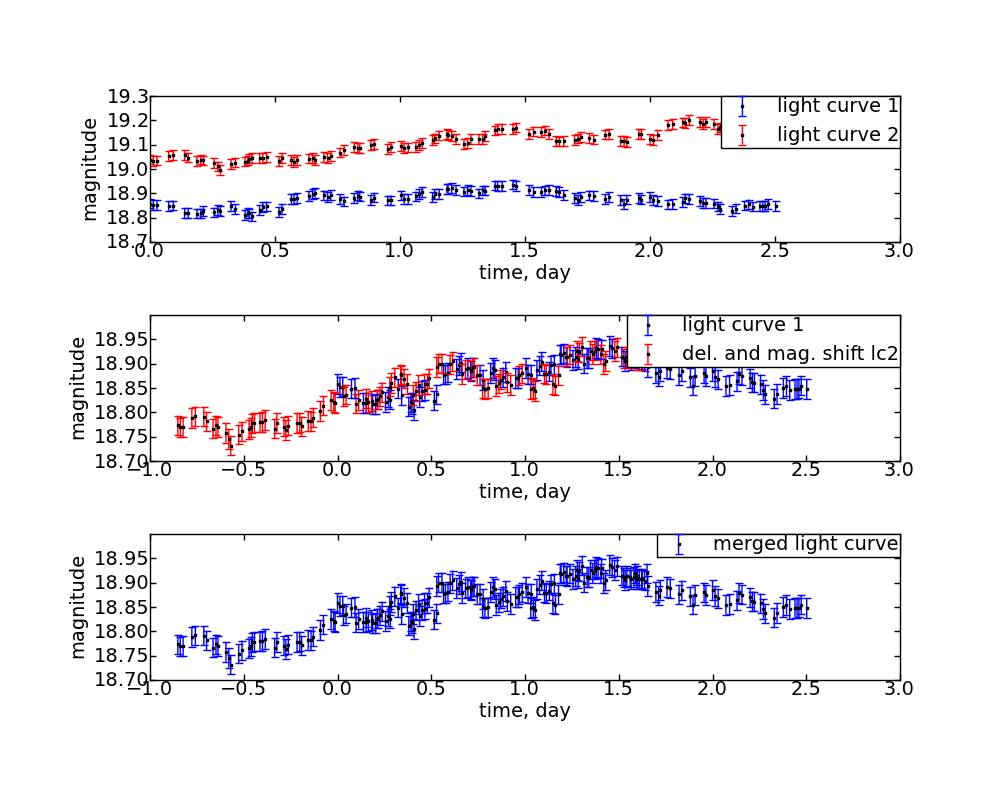 19.3
19.2
19.1
19.0
18.9
18.8
18.7
magnitude
light curve 1
light curve 2
0.0 0.5 1.0 1.5 2.0 2.5 3.0
time, day
18.95
18.90
18.85
18.80
18.75
18.70
magnitude
light curve 1
del. and mag. shift lc2
−1.0 −0.5 0.0 0.5 1.0 1.5 2.0 2.5 3.0
time, day
18.95
18.90
18.85
18.80
18.75
18.70
magnitude
merged light curve
−1.0 −0.5 0.0 0.5 1.0 1.5 2.0 2.5 3.0
time, day